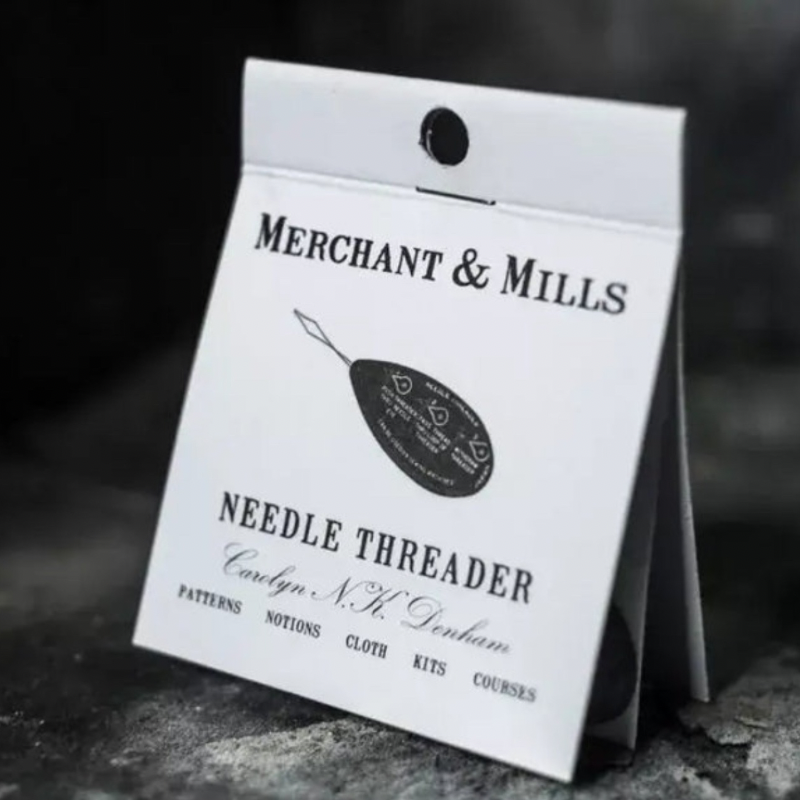 MERCHANT & MILLS
NEEDLE THREADER
Carolyn N.K. Denham
PATTERNS NOTIONS CLOTH KITS COURSES